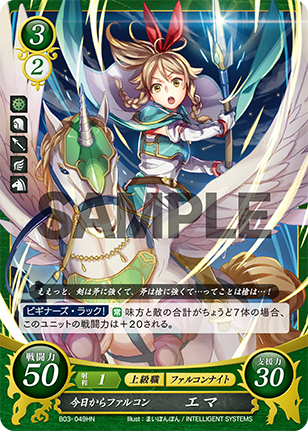 3
2
SAMPLE
ええっと、剣は斧に強くて、斧は槍に強くて…ってことは槍は…！
ビギナーズ・ラック！ 常 味方と敵の合計がちょうど7体の場合、
このユニットの戦闘力は＋20される。
戦闘力 50 射程 1 上級職 ファルコンナイト 支援力 30
今日からファルコン エマ
B03-049HN Illust：まいぽんぽん / INTELLIGENT SYSTEMS